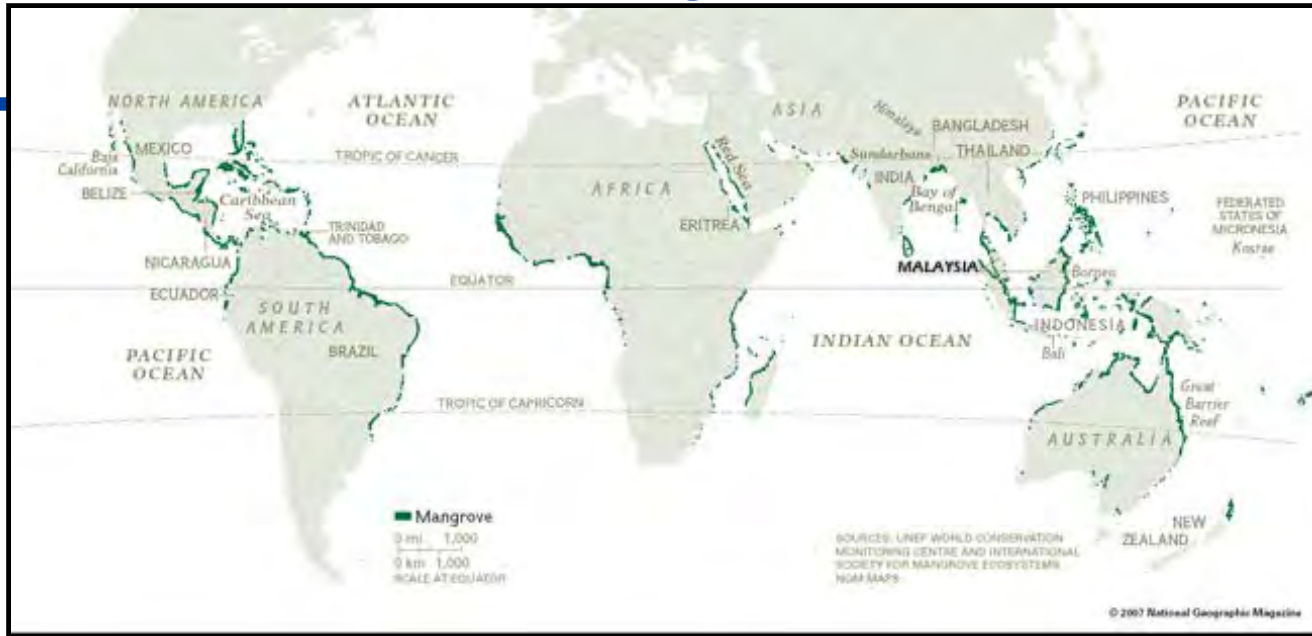 NORTH AMERICA
ATLANTIC
OCEAN
ASIA
Himalaya
PACIFIC
OCEAN
BANGLADESH
MEXICO
Baja
California
TROPIC OF CANCER
Red Sea
Sundarbans
THAILAND
BELIZE
Caribbean
Sea
AFRICA
INDIA
Bay of
Bengal
PHILIPPINES
FEDERATED
STATES OF
MICRONESIA
Kosrae
TRINIDAD
AND TOBAGO
ERITREA
NICARAGUA
MALAYSIA
Borneo
EQUATOR
ECUADOR
SOUTH
AMERICA
BRAZIL
INDONESIA
Bali
PACIFIC
OCEAN
INDIAN OCEAN
TROPIC OF CAPRICORN
Great
Barrier
Reef
AUSTRALIA
Mangrove
0 mi 1,000
0 km 1,000
SCALE AT EQUATOR
NEW
ZEALAND
SOURCES: UNEP WORLD CONSERVATION
MONITORING CENTRE AND INTERNATIONAL
SOCIETY FOR MANGROVE ECOSYSTEMS
NGM MAPS
© 2007 National Geographic Magazine